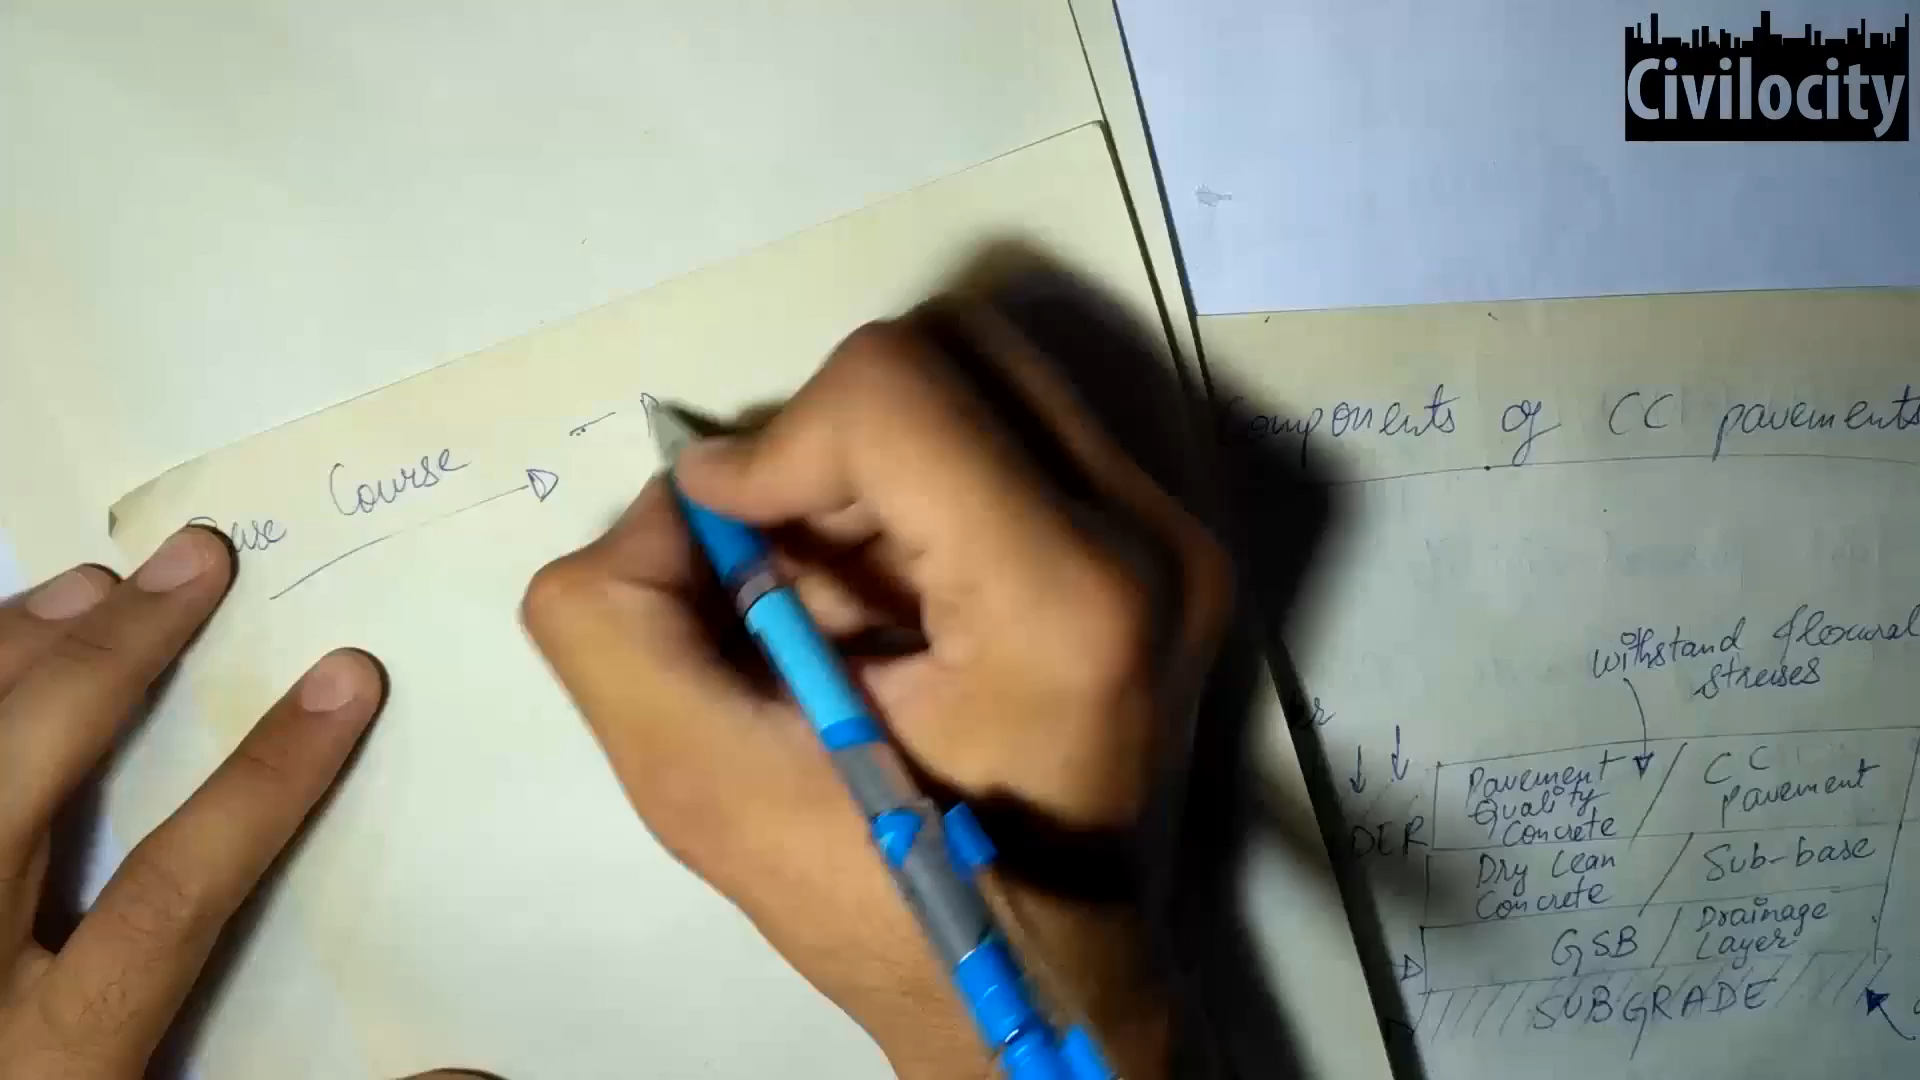 Civilocity
Course
Components of CC pavements
withstand flexural
stresses
Pavement
Quality
Concrete
CC
pavement
Dry Lean
Concrete
Sub-base
GSB
Drainage
Layer
SUBGRADE